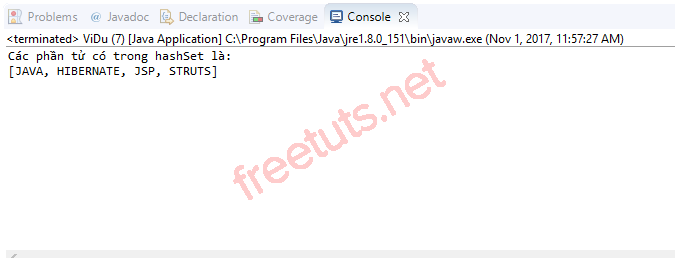 Problems @ Javadoc Declaration Coverage Console
<terminated> ViDu (7) [Java Application] C:\Program Files\Java\jre1.8.0_151\bin\javaw.exe (Nov 1, 2017, 11:57:27 AM)
Các phần tử có trong hashSet là:
[JAVA, HIBERNATE, JSP, STRUTS]
freetuts.net